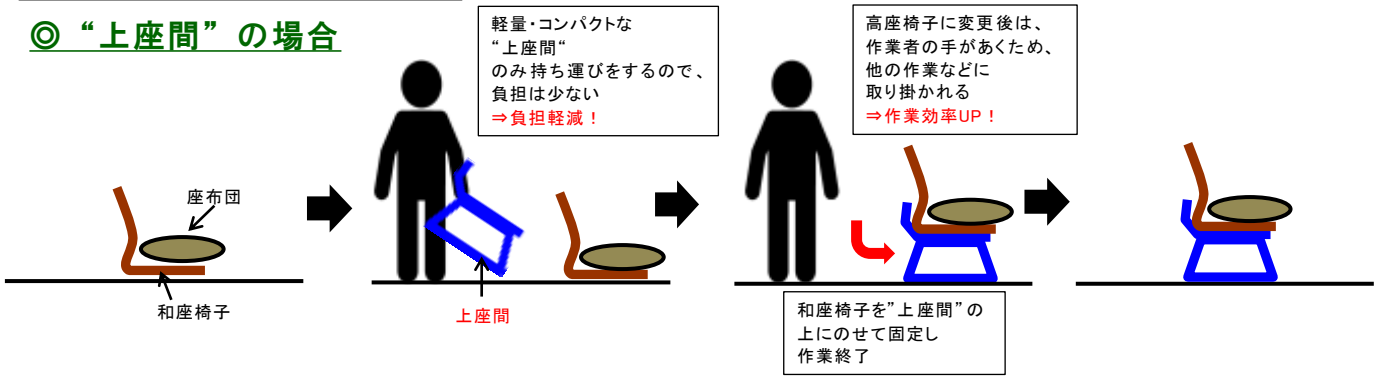 ◎ “上座間” の場合
軽量・コンパクトな
“上座間“
のみ持ち運びをするので、
負担は少ない
⇒負担軽減！
高座椅子に変更後は、
作業者の手があくため、
他の作業などに
取り掛かれる
⇒作業効率UP！
座布団
和座椅子
上座間
和座椅子を”上座間”の
上にのせて固定し
作業終了